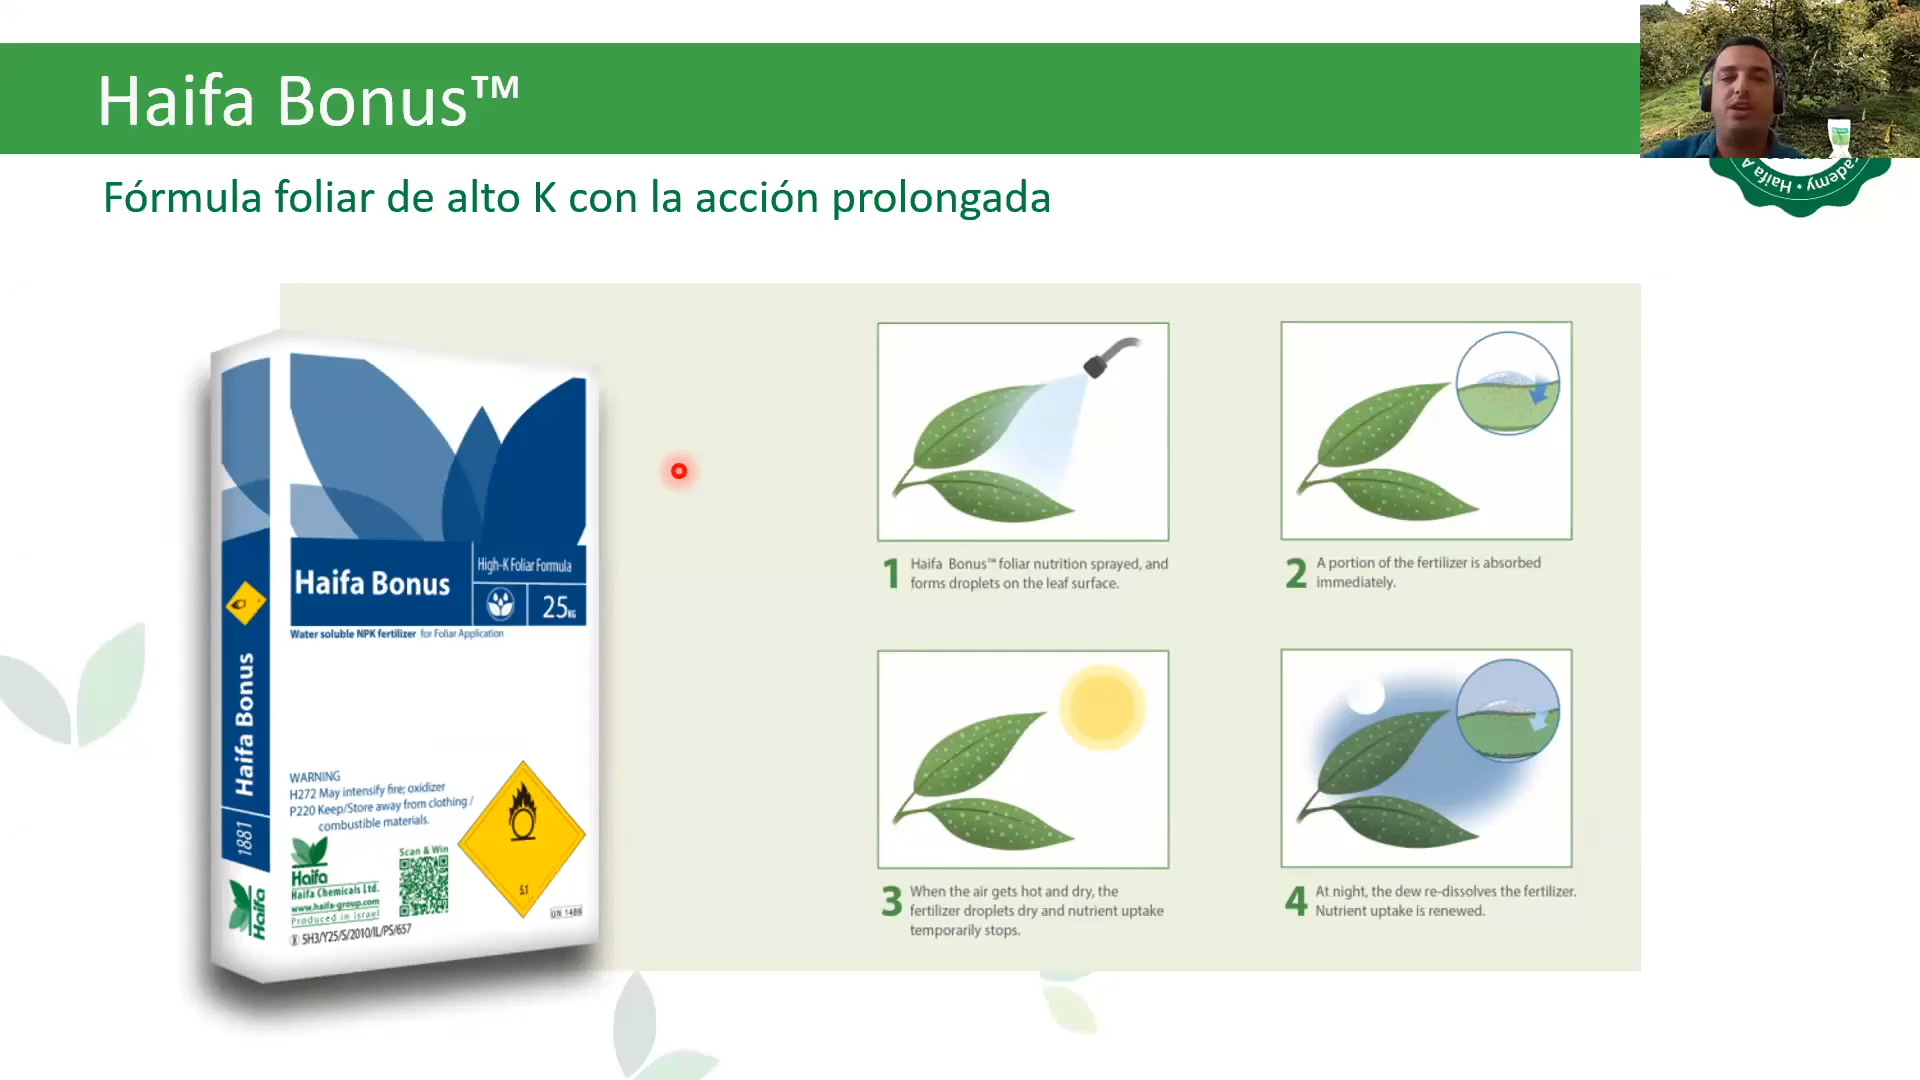 Haifa Bonus™
ademy • Haifa A
Fórmula foliar de alto K con la acción prolongada
Haifa Bonus
High-K Foliar Formula
25KG
Water soluble NPK fertilizer for Foliar Application
Haifa Bonus
1881
Haifa
WARNING
H272 May intensify fire; oxidizer
P220 Keep/Store away from clothing /
combustible materials.
Scan & Win
Haifa
Haifa Chemicals Ltd.
www.haifa-group.com
Produced in Israel
5H3/Y25/S/2010/IL/PS/657
5.1
UN 1486
1 Haifa Bonus™ foliar nutrition sprayed, and
forms droplets on the leaf surface.
2 A portion of the fertilizer is absorbed
immediately.
3 When the air gets hot and dry, the
fertilizer droplets dry and nutrient uptake
temporarily stops.
4 At night, the dew re-dissolves the fertilizer.
Nutrient uptake is renewed.